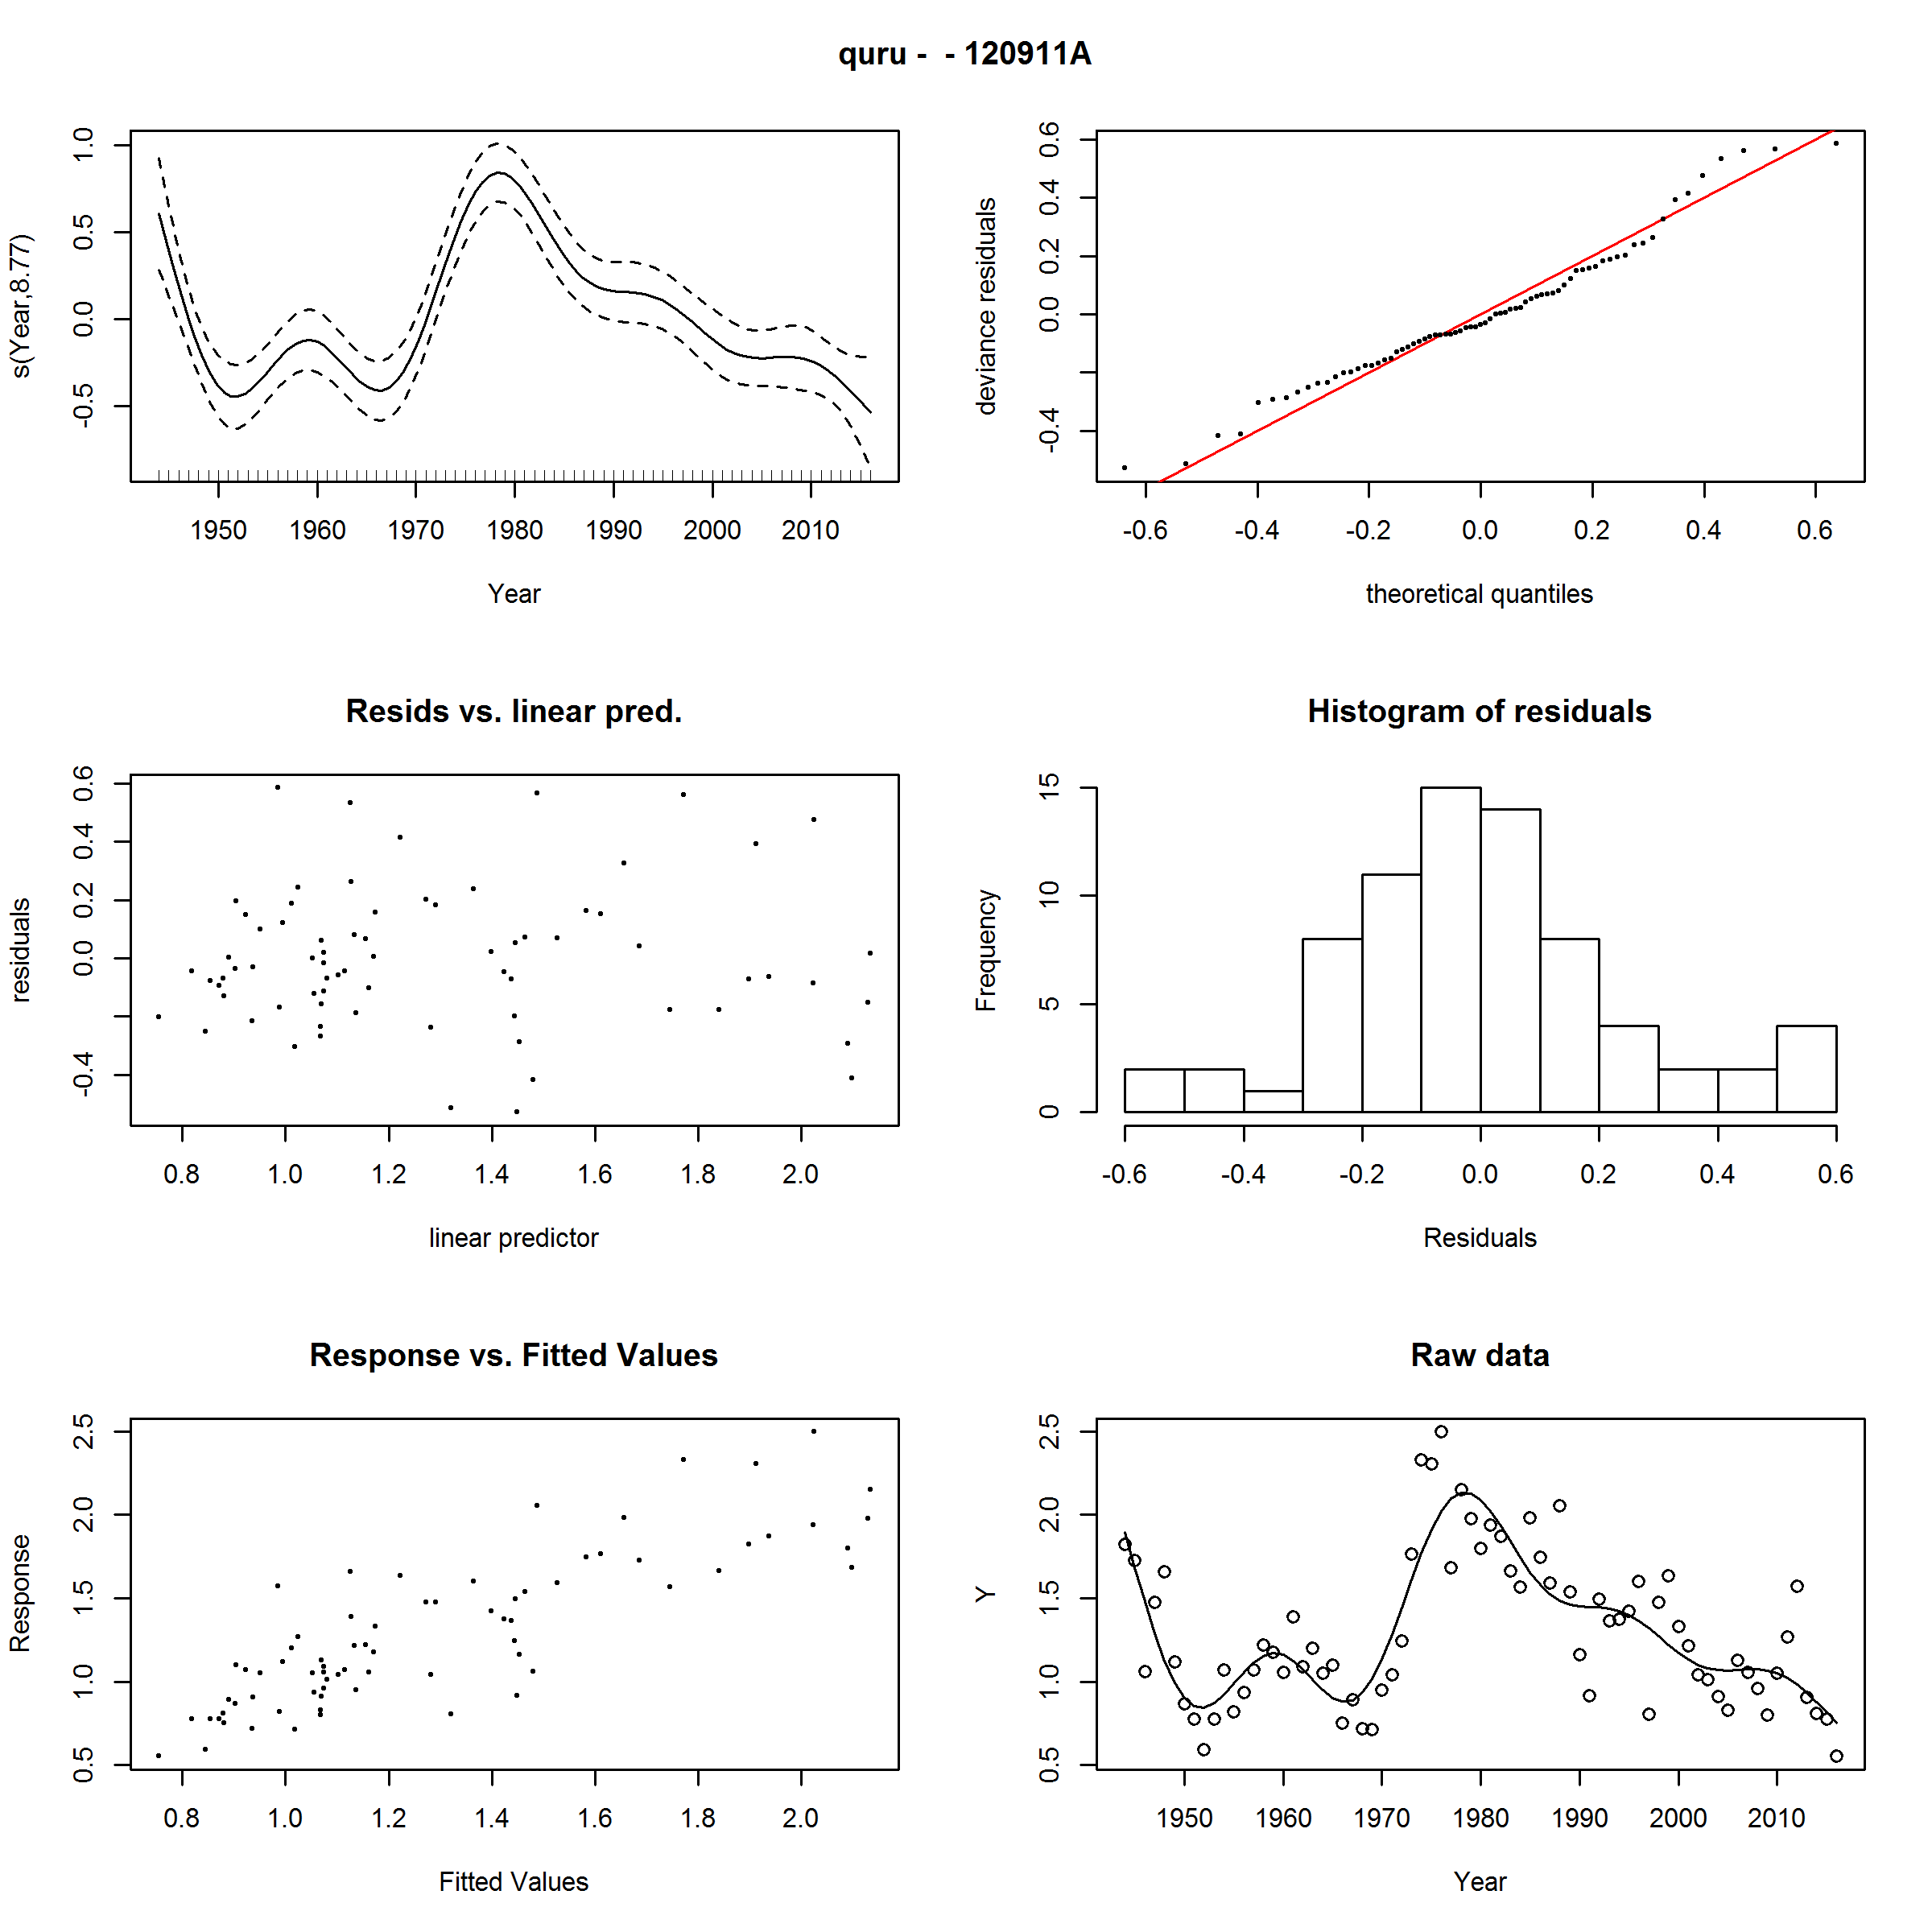 quru -  - 120911A
s(Year,8.77)
1.0
0.5
0.0
-0.5
1950 1960 1970 1980 1990 2000 2010
Year
deviance residuals
0.6
0.4
0.2
0.0
-0.4
-0.6 -0.4 -0.2 0.0 0.2 0.4 0.6
theoretical quantiles
Resids vs. linear pred.
residuals
0.6
0.4
0.2
0.0
-0.4
0.8 1.0 1.2 1.4 1.6 1.8 2.0
linear predictor
Histogram of residuals
Frequency
15
10
5
0
-0.6 -0.4 -0.2 0.0 0.2 0.4 0.6
Residuals
Response vs. Fitted Values
Response
2.5
2.0
1.5
1.0
0.5
0.8 1.0 1.2 1.4 1.6 1.8 2.0
Fitted Values
Raw data
Y
2.5
2.0
1.5
1.0
0.5
1950 1960 1970 1980 1990 2000 2010
Year